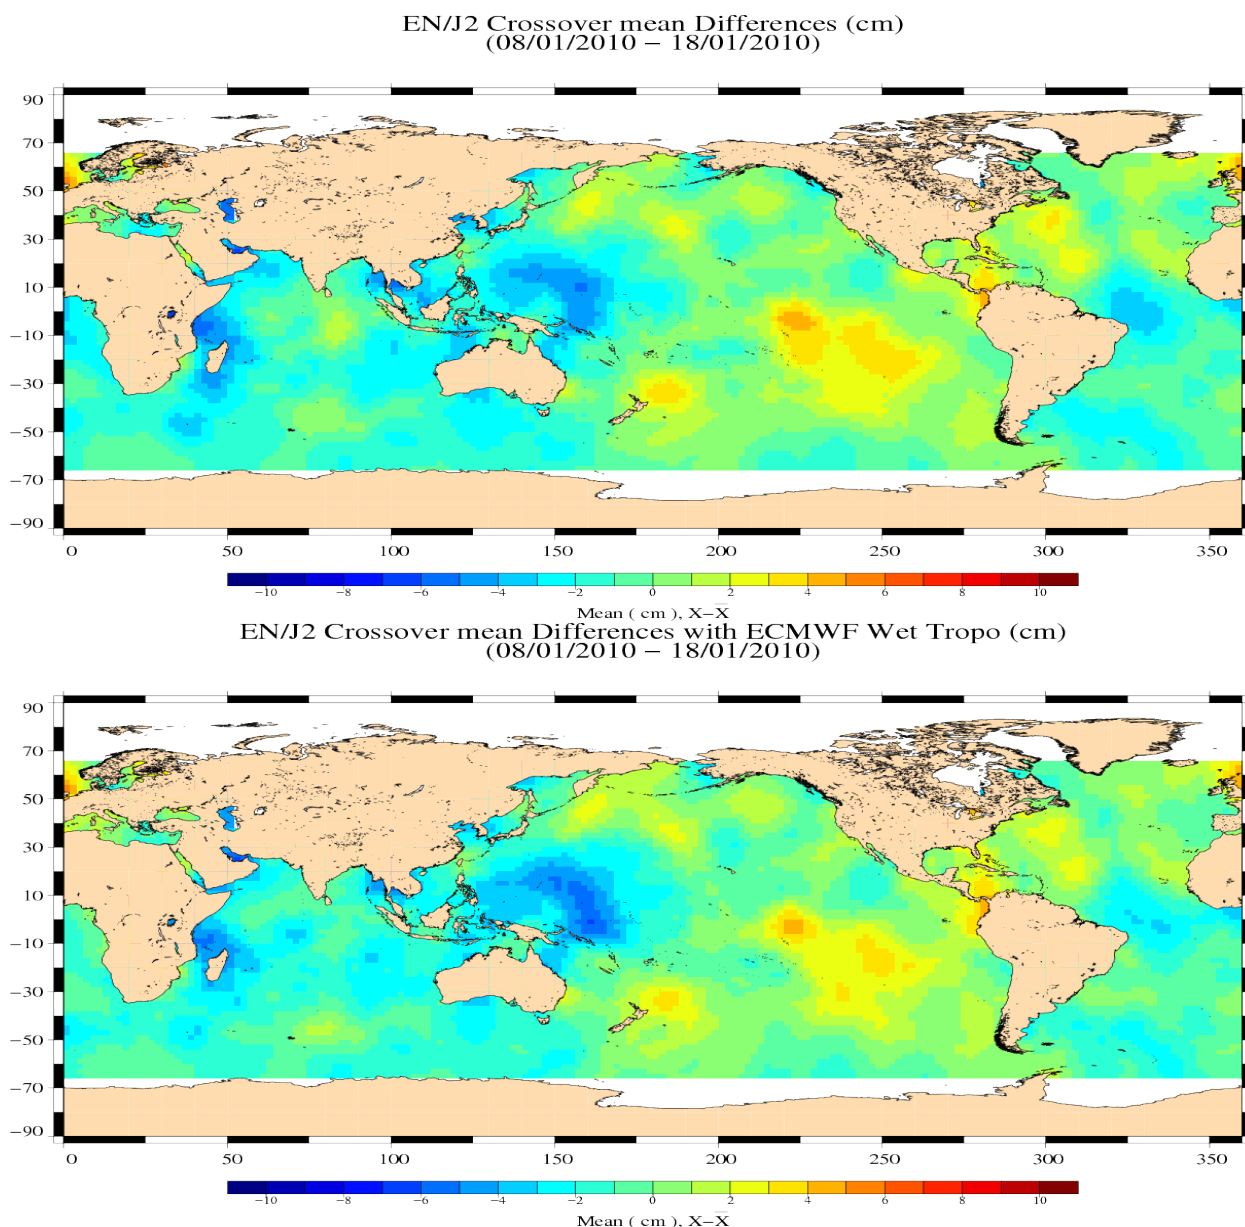 EN/J2 Crossover mean Differences (cm)
(08/01/2010 − 18/01/2010)
90
70
50
30
10
−10
−30
−50
−70
−90
0 50 100 150 200 250 300 350
−10 −8 −6 −4 −2 0 2 4 6 8 10
Mean ( cm ), X−X̅
EN/J2 Crossover mean Differences with ECMWF Wet Tropo (cm)
(08/01/2010 − 18/01/2010)
90
70
50
30
10
−10
−30
−50
−70
−90
0 50 100 150 200 250 300 350
−10 −8 −6 −4 −2 0 2 4 6 8 10
Mean ( cm ), X−X̅